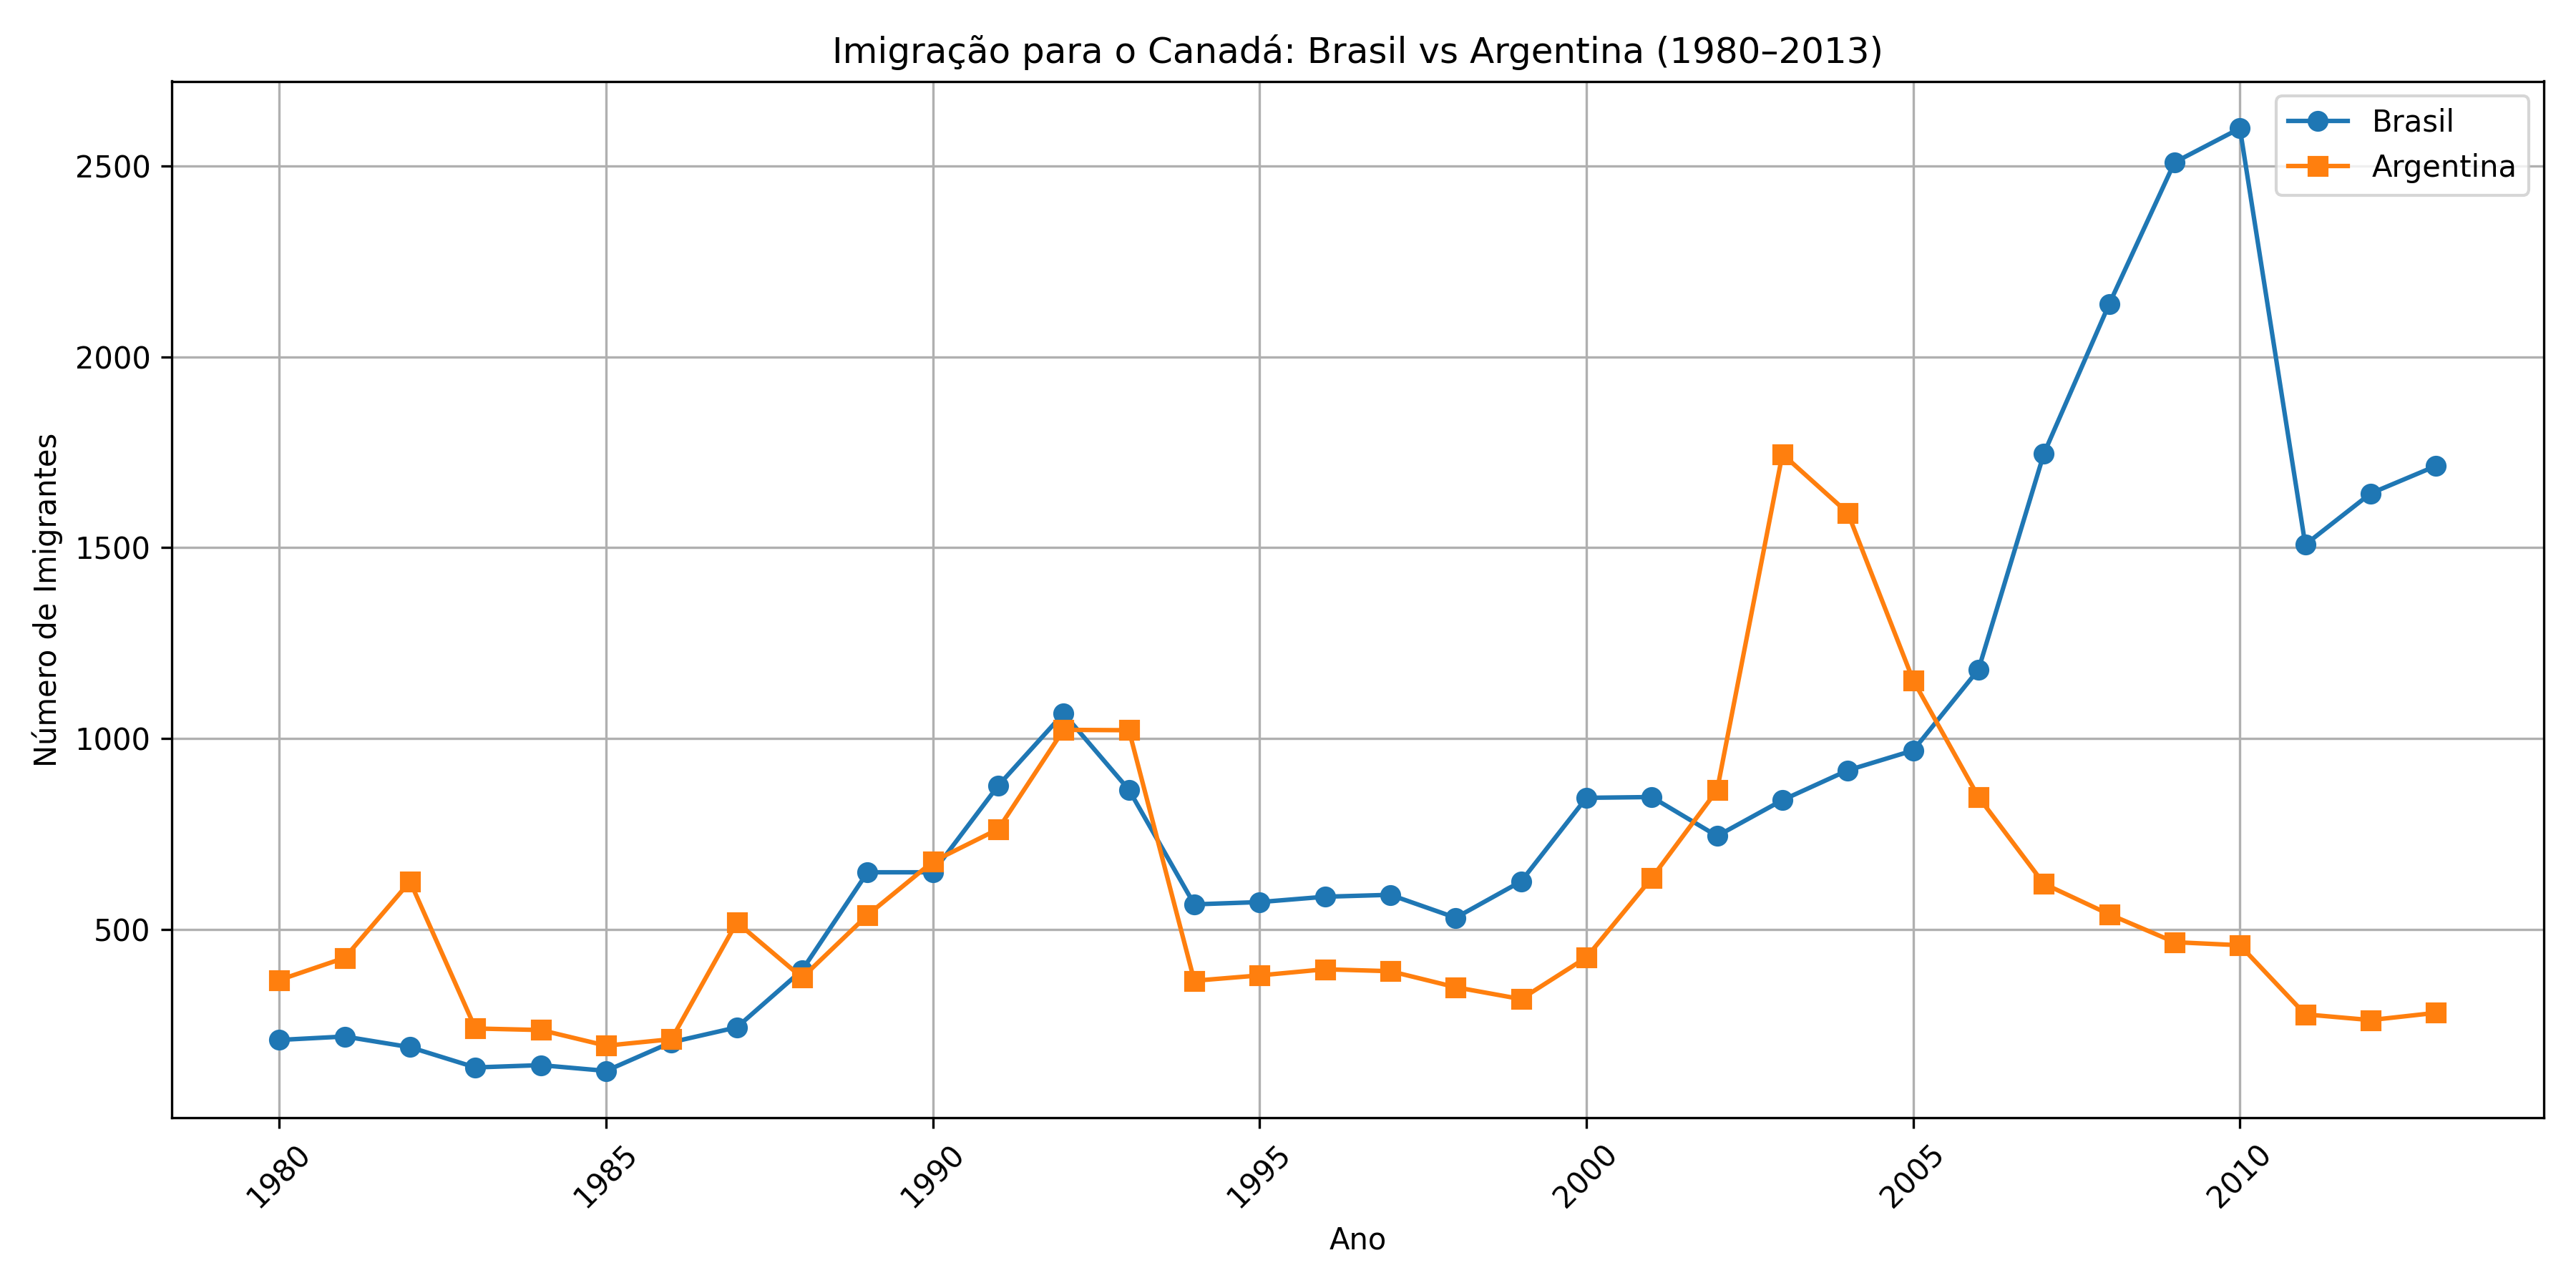 Imigração para o Canadá: Brasil vs Argentina (1980–2013)
Brasil
Argentina
Número de Imigrantes
2500
2000
1500
1000
500
1980 1985 1990 1995 2000 2005 2010
Ano